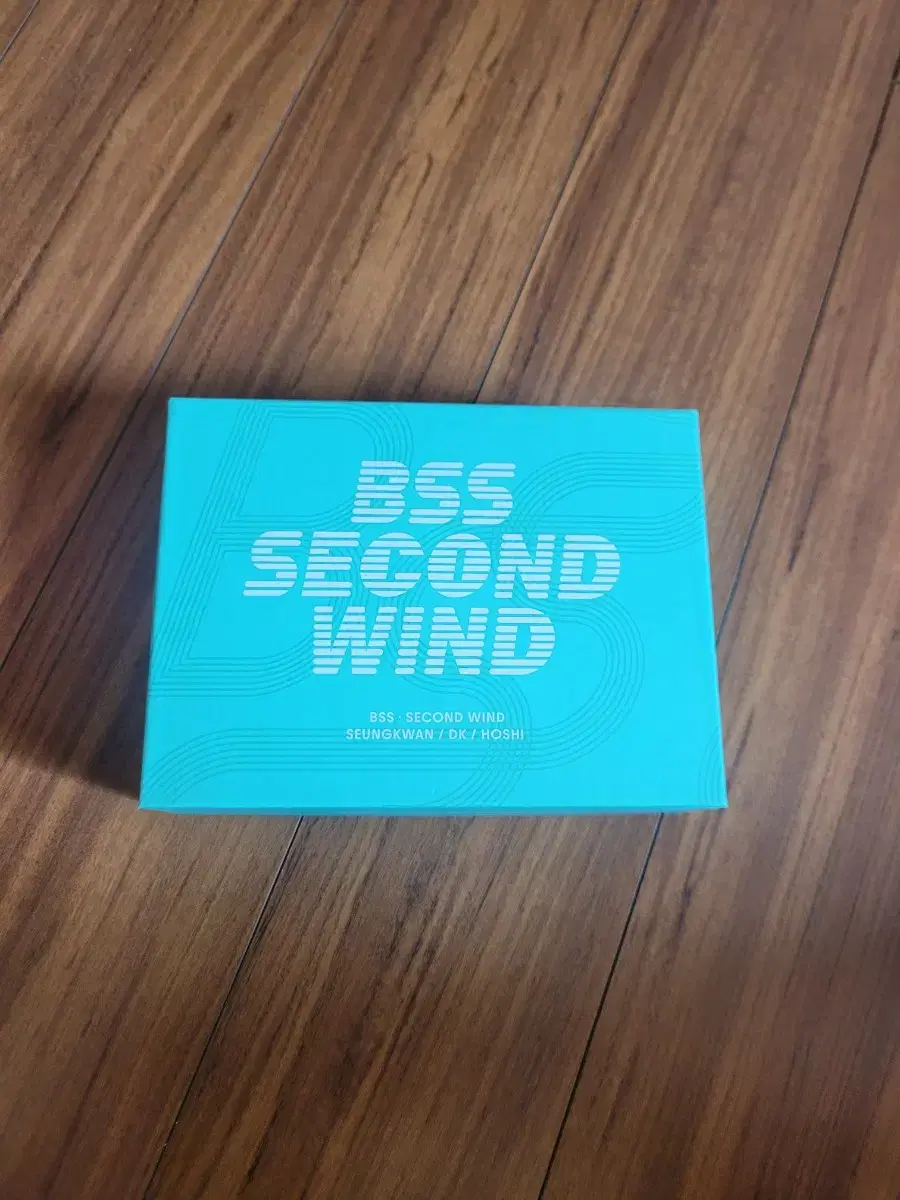 BSS
SECOND
WIND
BSS · SECOND WIND
SEUNGKWAN / DK / HOSHI